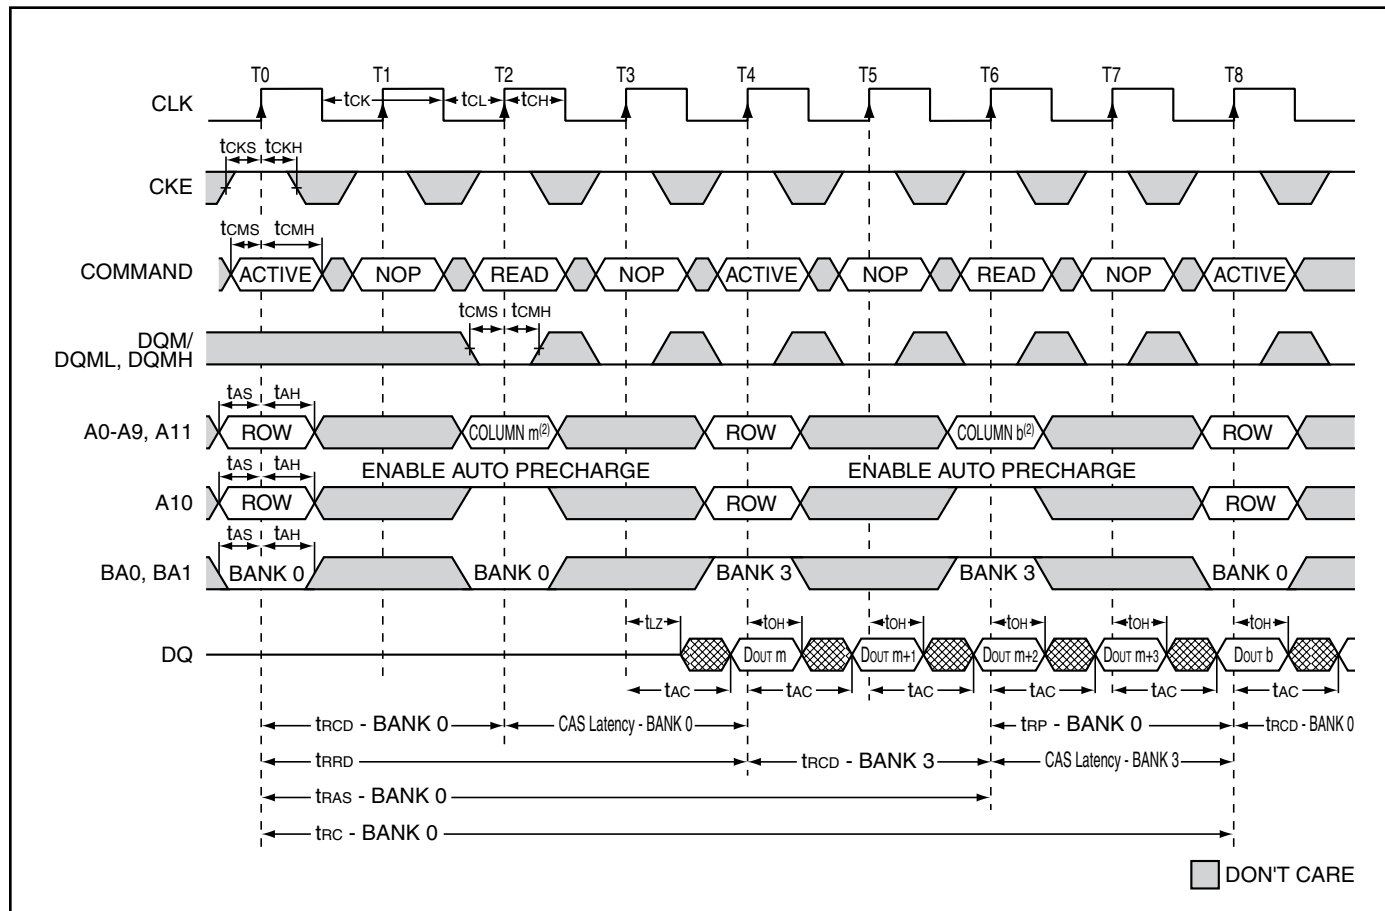 T0 T1 T2 T3 T4 T5 T6 T7 T8
CLK tCK tCL tCH
tCKS tCKH
CKE
tCMS tCMH
COMMAND ACTIVE NOP READ NOP ACTIVE NOP READ NOP ACTIVE
tCMS tCMH
DQM/
DQML, DQMH
tAS tAH
A0-A9, A11 ROW COLUMN m(2) ROW COLUMN b(2) ROW
tAS tAH ENABLE AUTO PRECHARGE ENABLE AUTO PRECHARGE
A10 ROW ROW ROW
tAS tAH
BA0, BA1 BANK 0 BANK 0 BANK 3 BANK 3 BANK 0
tLZ tOH tOH tOH tOH tOH
DQ DOUT m DOUT m+1 DOUT m+2 DOUT m+3 DOUT b
tAC tAC tAC tAC tAC tAC
tRCD - BANK 0 CAS Latency - BANK 0 tRP - BANK 0 tRCD - BANK 0
tRRD tRCD - BANK 3 CAS Latency - BANK 3
tRAS - BANK 0
tRC - BANK 0
DON'T CARE